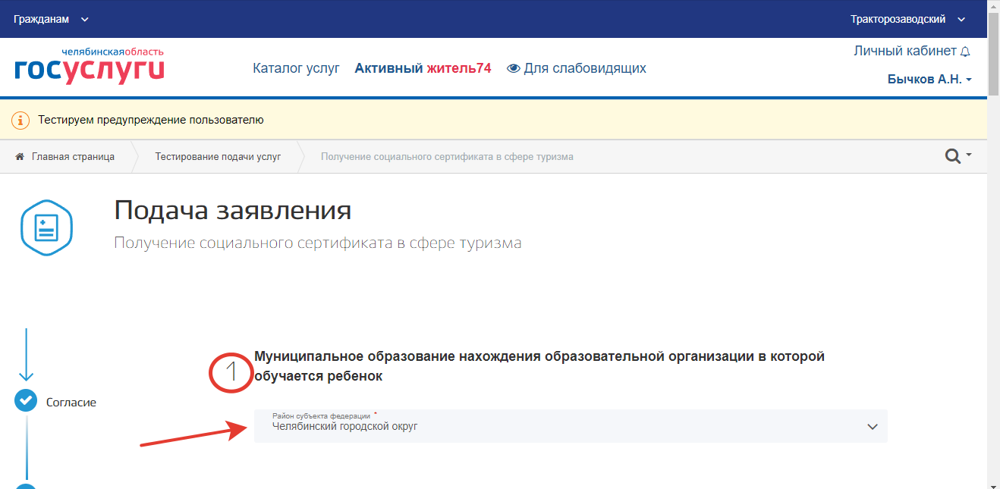 Гражданам
Тракторозаводский
челябинскаяобласть
госуслуги
Каталог услуг
Активный житель74
Для слабовидящих
Личный кабинет
Бычков А.Н.
Тестируем предупреждение пользователю
Главная страница
Тестирование подачи услуг
Получение социального сертификата в сфере туризма
Подача заявления
Получение социального сертификата в сфере туризма
1
Муниципальное образование нахождения образовательной организации в которой
обучается ребенок
Согласие
Район субъекта федерации *
Челябинский городской округ